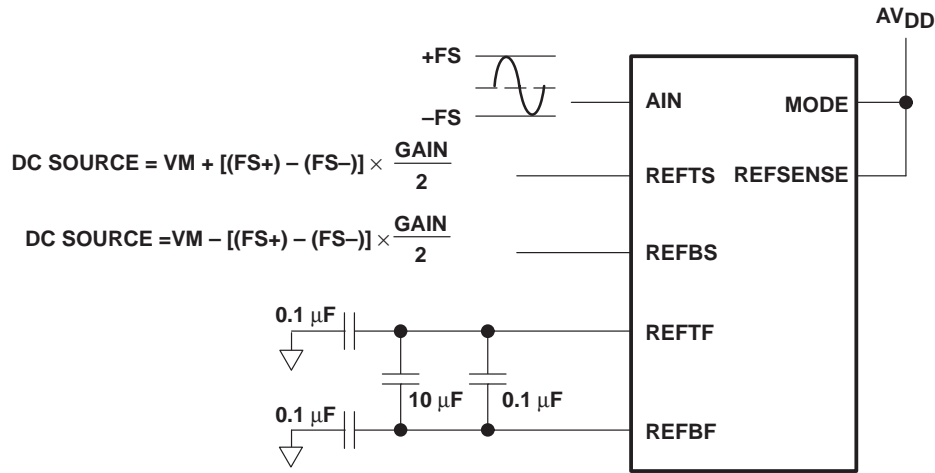 AVDD
+FS
–FS
AIN
MODE
DC SOURCE = VM + [(FS+) – (FS–)] × GAIN
2
REFTS
REFSENSE
DC SOURCE =VM – [(FS+) – (FS–)] × GAIN
2
REFBS
0.1 μF
REFTF
10 μF
0.1 μF
0.1 μF
REFBF